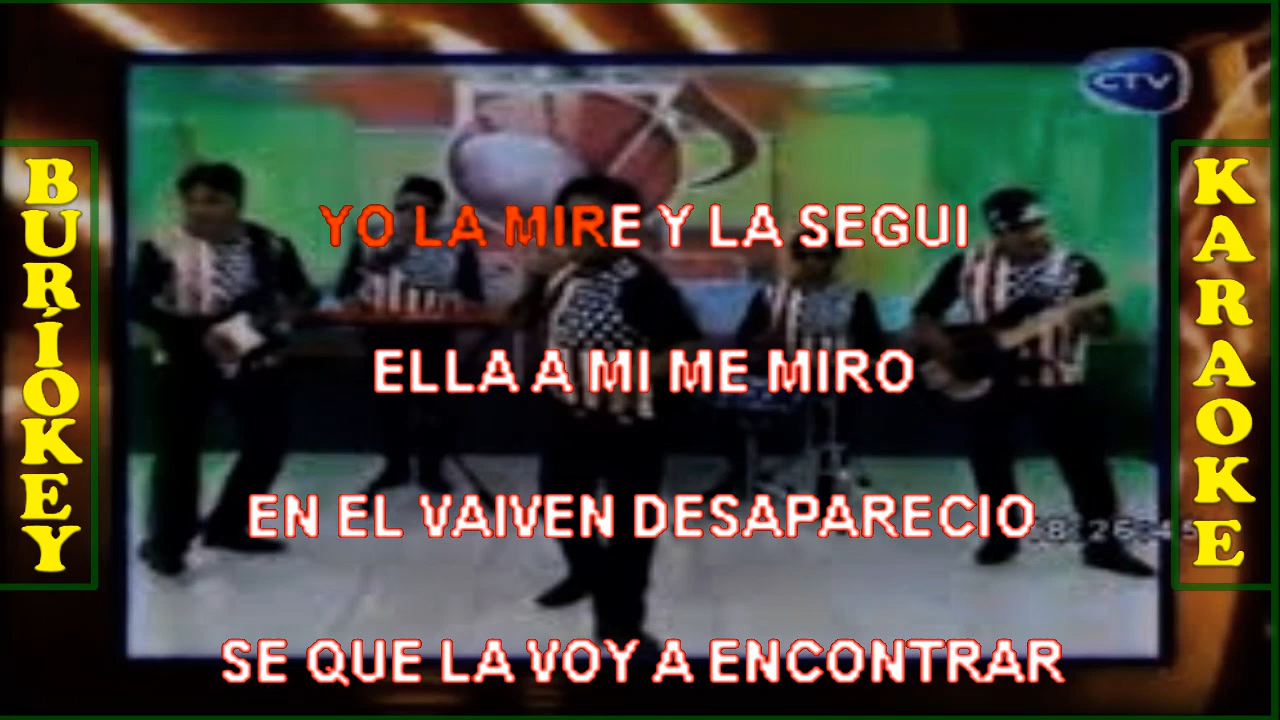 CTV
BURÍOKEY
KARAOKE
YO LA MIRE Y LA SEGUI
ELLA A MI ME MIRO
EN EL VAIVEN DESAPARECIO
SE QUE LA VOY A ENCONTRAR